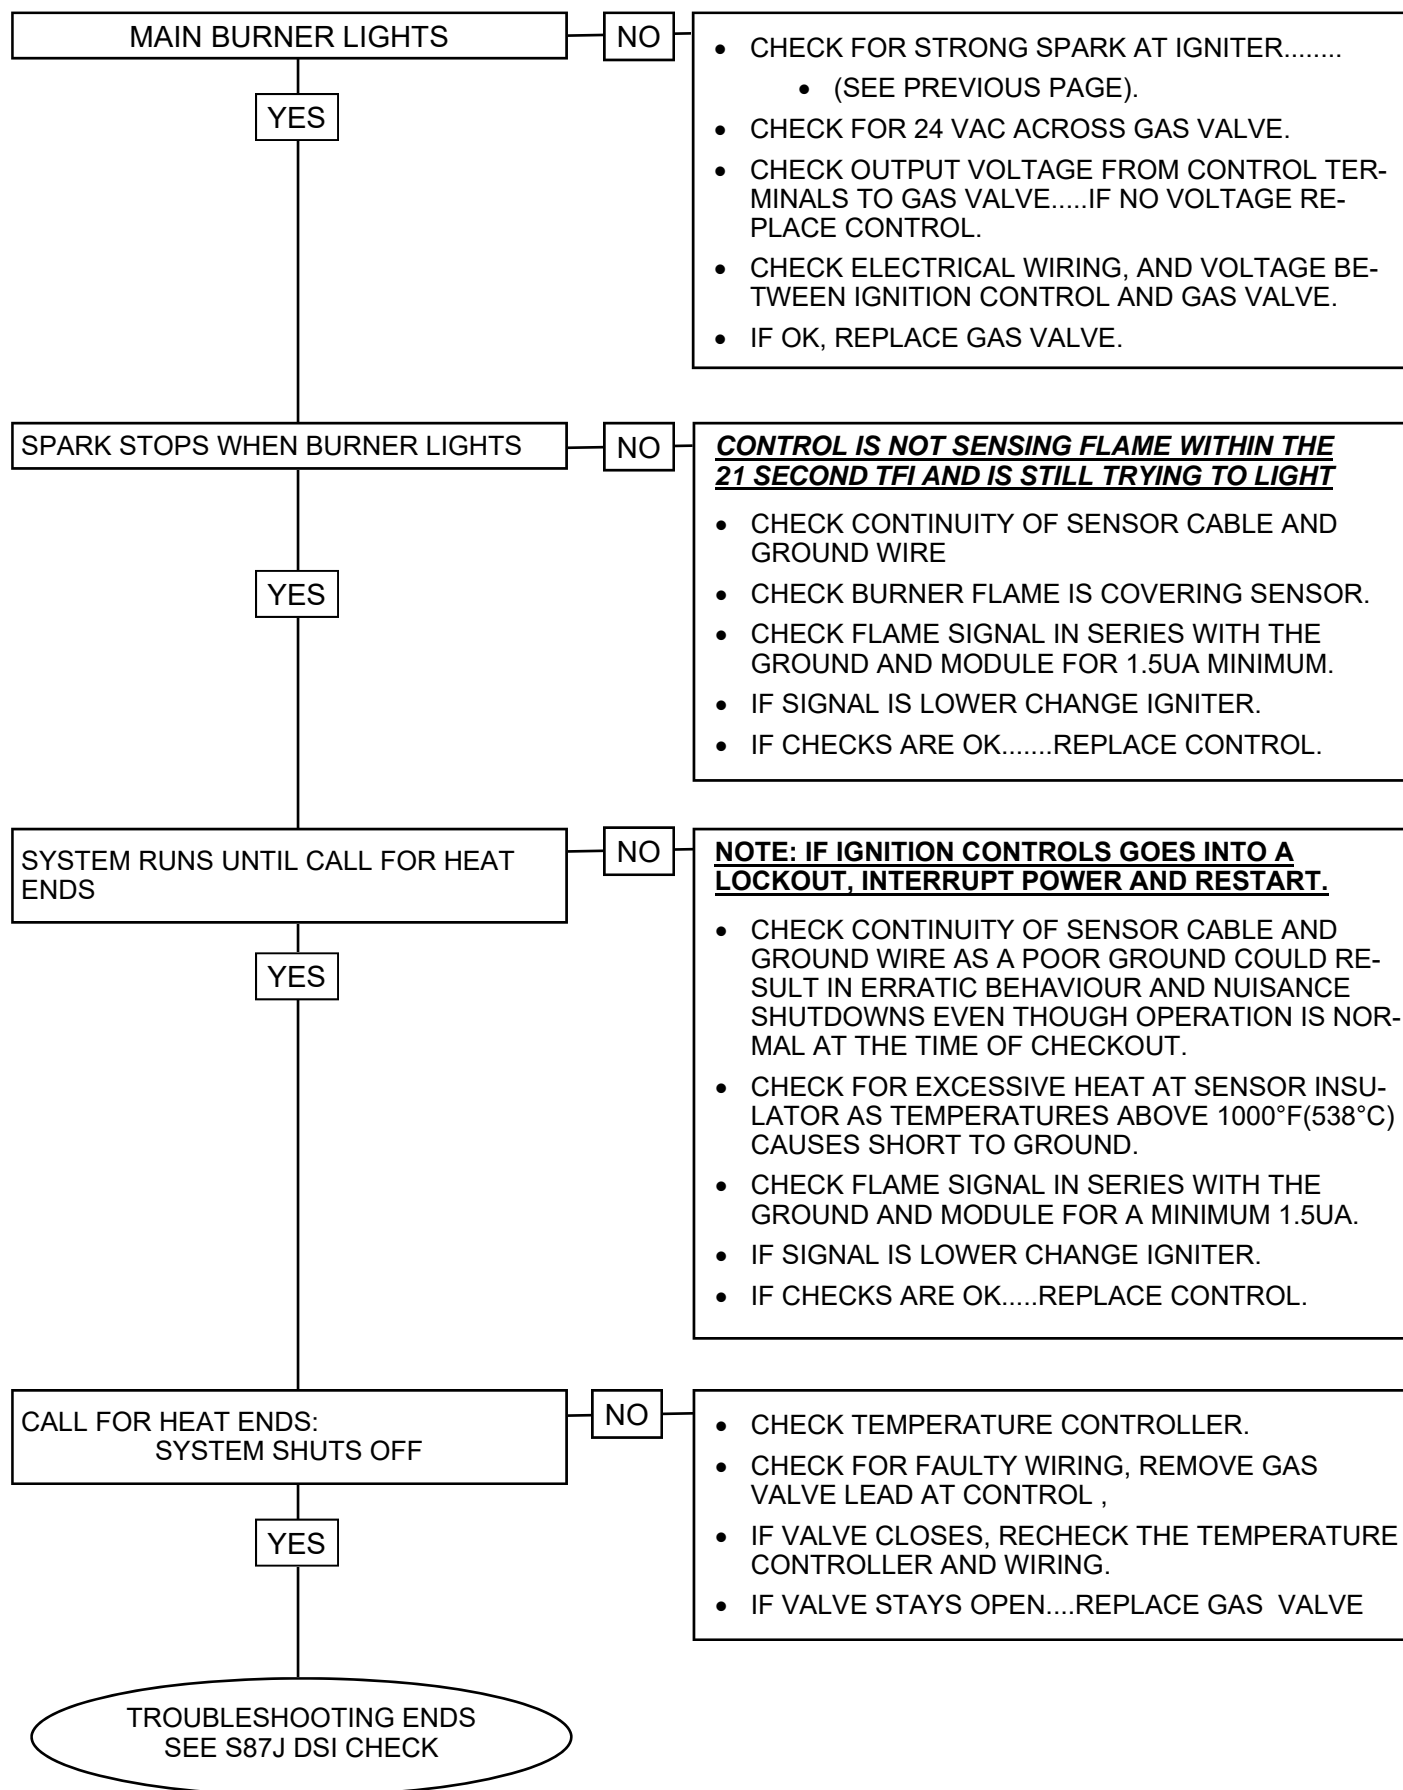 MAIN BURNER LIGHTS
NO
• CHECK FOR STRONG SPARK AT IGNITER........
• (SEE PREVIOUS PAGE).
• CHECK FOR 24 VAC ACROSS GAS VALVE.
• CHECK OUTPUT VOLTAGE FROM CONTROL TER-
MINALS TO GAS VALVE.....IF NO VOLTAGE RE-
PLACE CONTROL.
• CHECK ELECTRICAL WIRING, AND VOLTAGE BE-
TWEEN IGNITION CONTROL AND GAS VALVE.
• IF OK, REPLACE GAS VALVE.
YES
SPARK STOPS WHEN BURNER LIGHTS
NO
CONTROL IS NOT SENSING FLAME WITHIN THE
21 SECOND TFI AND IS STILL TRYING TO LIGHT
• CHECK CONTINUITY OF SENSOR CABLE AND
GROUND WIRE
• CHECK BURNER FLAME IS COVERING SENSOR.
• CHECK FLAME SIGNAL IN SERIES WITH THE
GROUND AND MODULE FOR 1.5UA MINIMUM.
• IF SIGNAL IS LOWER CHANGE IGNITER.
• IF CHECKS ARE OK.......REPLACE CONTROL.
YES
SYSTEM RUNS UNTIL CALL FOR HEAT
ENDS
NO
NOTE: IF IGNITION CONTROLS GOES INTO A
LOCKOUT, INTERRUPT POWER AND RESTART.
• CHECK CONTINUITY OF SENSOR CABLE AND
GROUND WIRE AS A POOR GROUND COULD RE-
SULT IN ERRATIC BEHAVIOUR AND NUISANCE
SHUTDOWNS EVEN THOUGH OPERATION IS NOR-
MAL AT THE TIME OF CHECKOUT.
• CHECK FOR EXCESSIVE HEAT AT SENSOR INSU-
LATOR AS TEMPERATURES ABOVE 1000°F(538°C)
CAUSES SHORT TO GROUND.
• CHECK FLAME SIGNAL IN SERIES WITH THE
GROUND AND MODULE FOR A MINIMUM 1.5UA.
• IF SIGNAL IS LOWER CHANGE IGNITER.
• IF CHECKS ARE OK.....REPLACE CONTROL.
YES
CALL FOR HEAT ENDS:
SYSTEM SHUTS OFF
NO
• CHECK TEMPERATURE CONTROLLER.
• CHECK FOR FAULTY WIRING, REMOVE GAS
VALVE LEAD AT CONTROL ,
• IF VALVE CLOSES, RECHECK THE TEMPERATURE
CONTROLLER AND WIRING.
• IF VALVE STAYS OPEN....REPLACE GAS  VALVE
YES
TROUBLESHOOTING ENDS
SEE S87J DSI CHECK